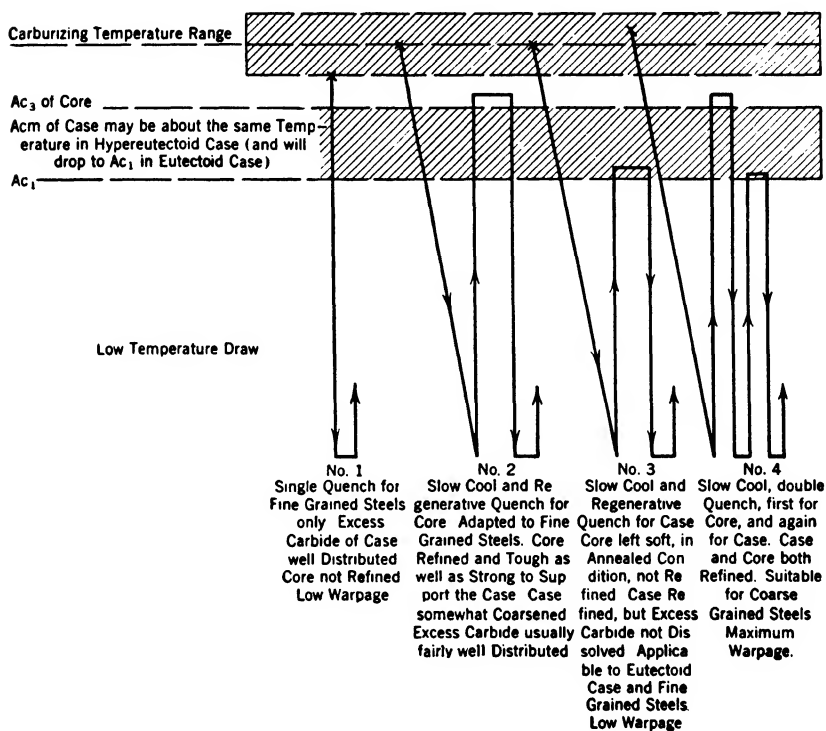 Carburizing Temperature Range
Ac3 of Core
Acm of Case may be about the same Temp-
erature in Hypereutectoid Case (and will
drop to Ac1 in Eutectoid Case)
Ac1
Low Temperature Draw
No. 1
Single Quench for
Fine Grained Steels
only Excess
Carbide of Case
well Distributed
Core not Refined
Low Warpage
No. 2
Slow Cool and Re
generative Quench for
Core Adapted to Fine
Grained Steels. Core
Refined and Tough as
well as Strong to Sup
port the Case Case
somewhat Coarsened
Excess Carbide usually
fairly well Distributed
No. 3
Slow Cool and
Regenerative
Quench for Case
Core left soft, in
Annealed Con
dition, not Re
fined Case Re
fined, but Excess
Carbide not Dis
solved Applica
ble to Eutectoid
Case and Fine
Grained Steels.
Low Warpage
No. 4
Slow Cool, double
Quench, first for
Core, and again
for Case. Case
and Core both
Refined. Suitable
for Coarse
Grained Steels
Maximum
Warpage.